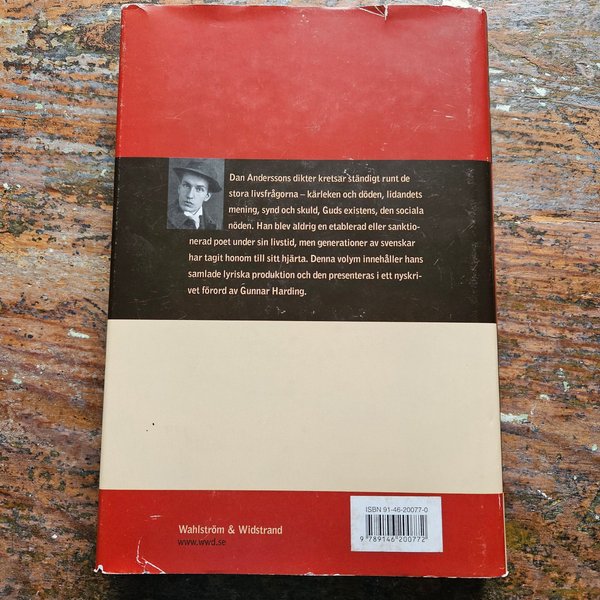 Dan Anderssons dikter kretsar ständigt runt de
stora livsfrågorna – kärleken och döden, lidandets
mening, synd och skuld, Guds existens, den sociala
nöden. Han blev aldrig en etablerad eller sanktio-
nerad poet under sin livstid, men generationer av svenskar
har tagit honom till sitt hjärta. Denna volym innehåller hans
samlade lyriska produktion och den presenteras i ett nyskri-
vet förord av Gunnar Harding.
ISBN 91-46-20077-0
9 789146 200772
Wahlström & Widstrand
www.wwd.se